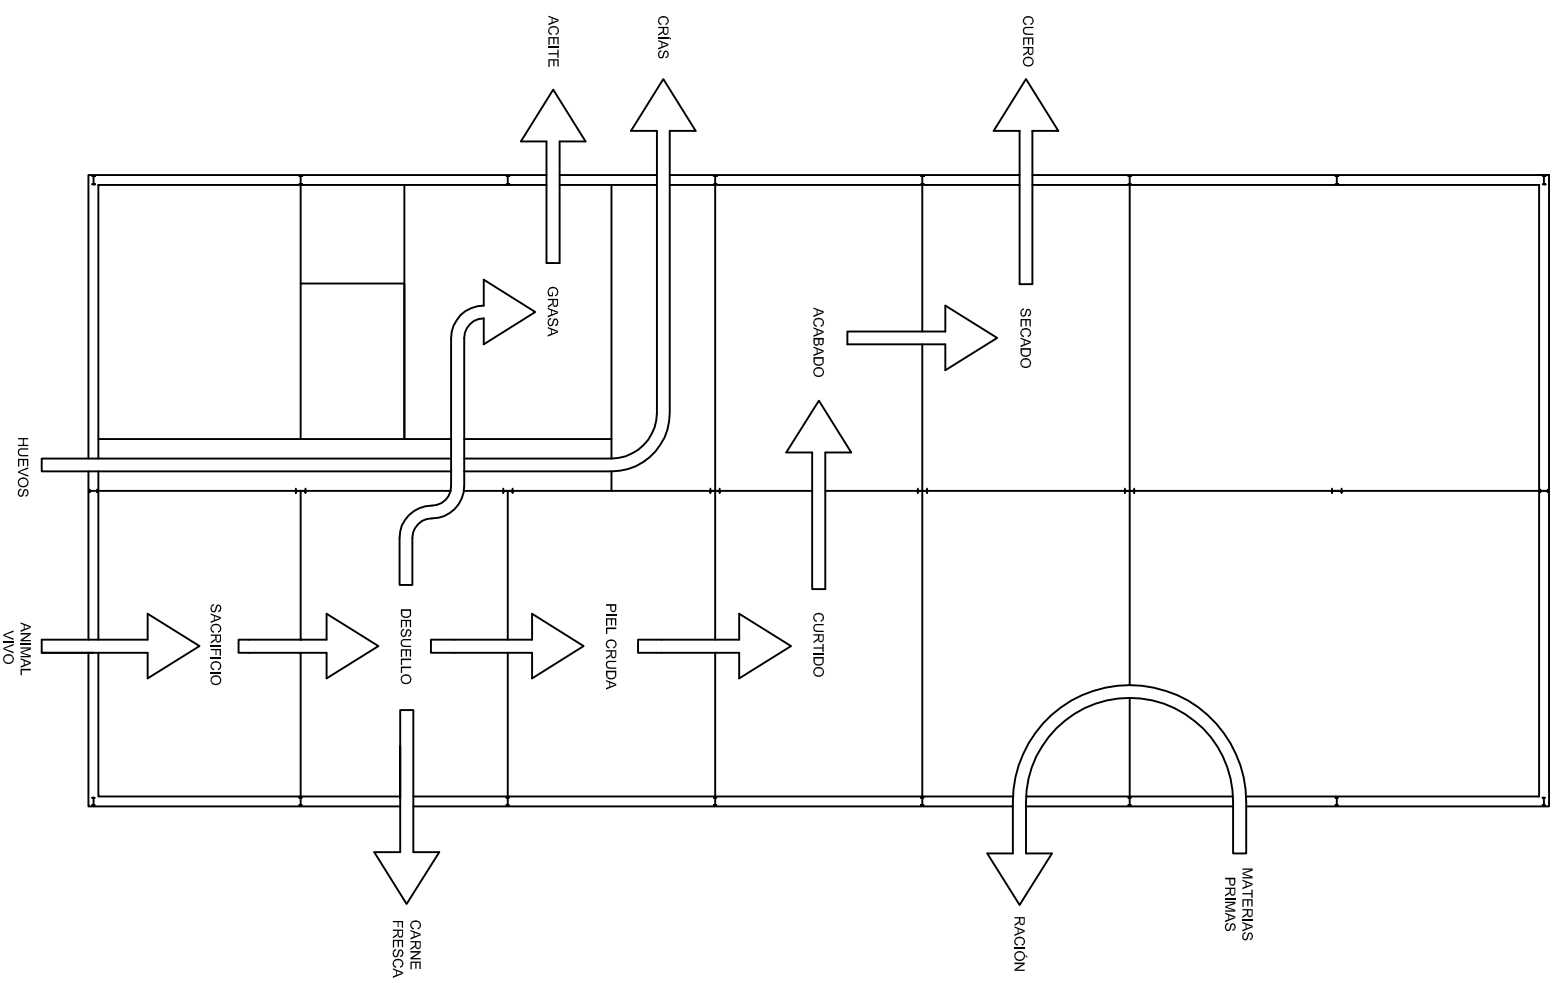 ACEITE
CRÍAS
CUERO
GRASA
ACABADO
SECADO
HUEVOS
ANIMAL
VIVO
SACRIFICIO
DESUELLO
PIEL CRUDA
CURTIDO
CARNE
FRESCA
RACIÓN
MATERIAS
PRIMAS